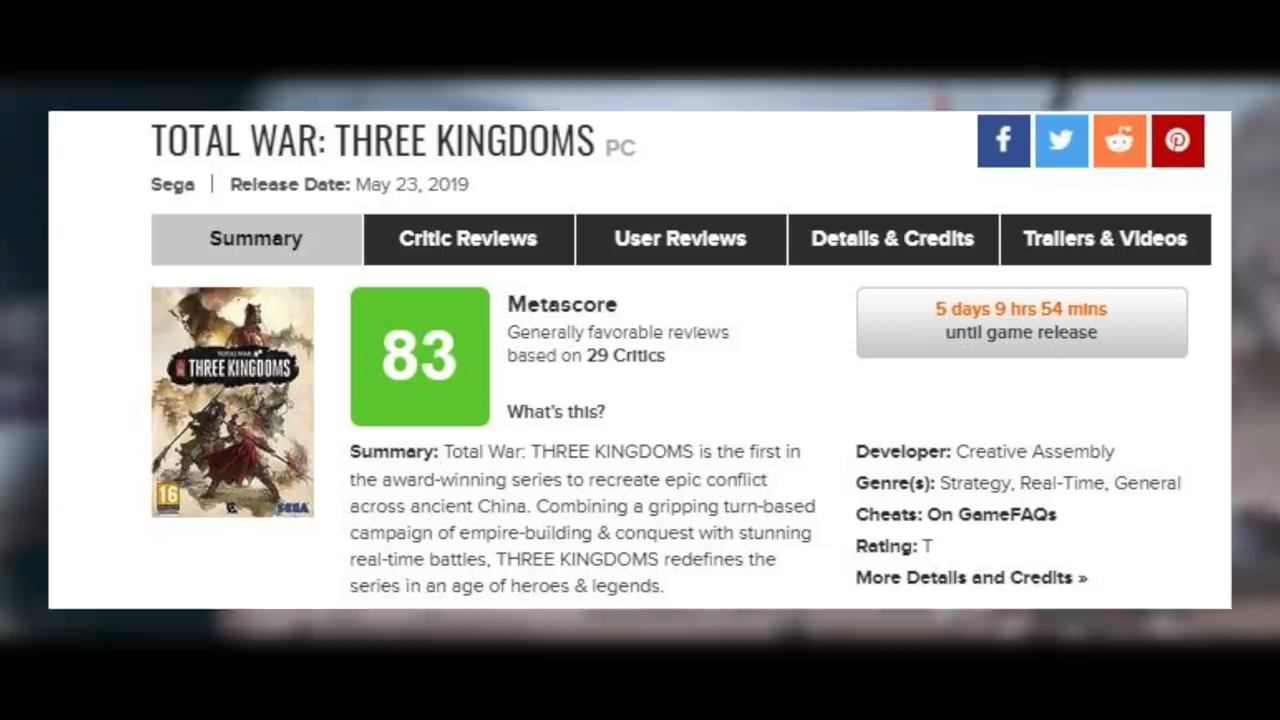 TOTAL WAR: THREE KINGDOMS PC
Sega | Release Date: May 23, 2019
Summary
Critic Reviews
User Reviews
Details & Credits
Trailers & Videos
TOTAL WAR
THREE KINGDOMS
16
SEGA
83
Metascore
Generally favorable reviews
based on 29 Critics
What's this?
5 days 9 hrs 54 mins
until game release
Summary: Total War: THREE KINGDOMS is the first in
the award-winning series to recreate epic conflict
across ancient China. Combining a gripping turn-based
campaign of empire-building & conquest with stunning
real-time battles, THREE KINGDOMS redefines the
series in an age of heroes & legends.
Developer: Creative Assembly
Genre(s): Strategy, Real-Time, General
Cheats: On GameFAQs
Rating: T
More Details and Credits »